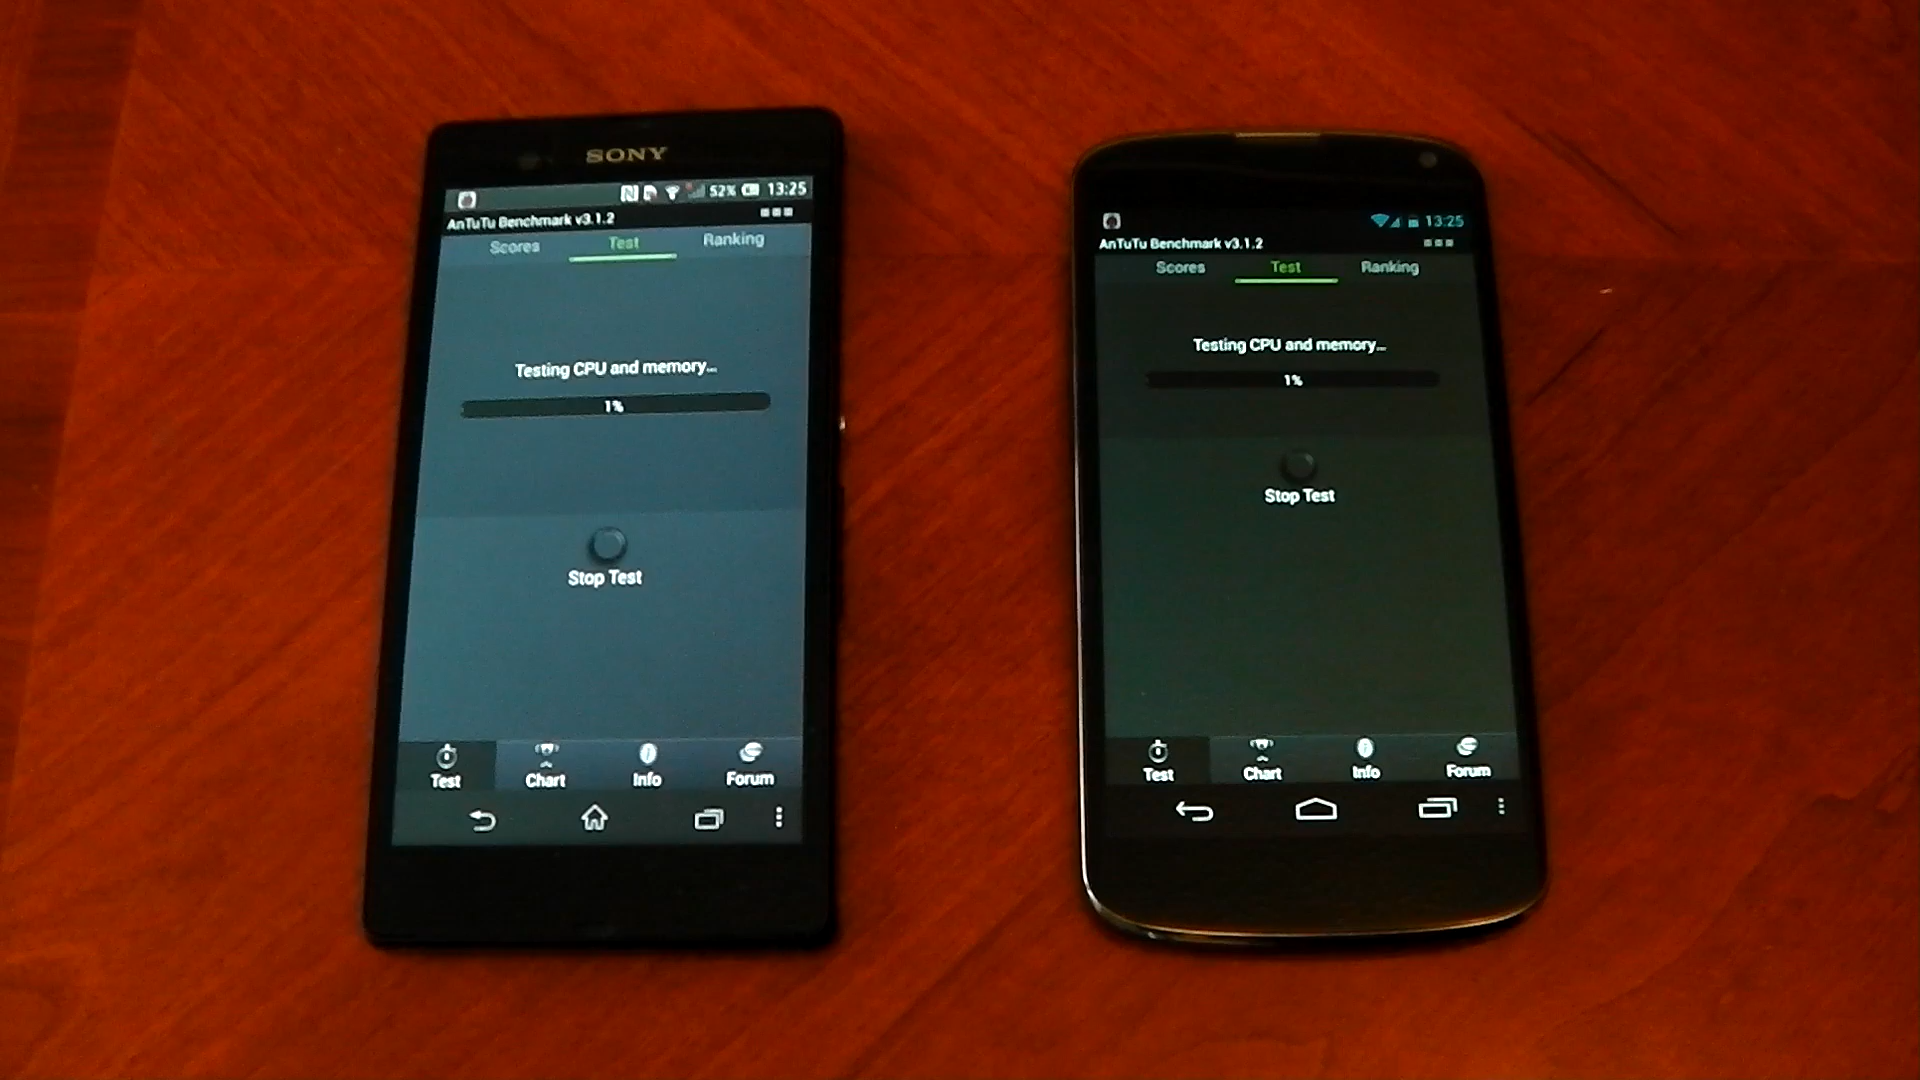 SONY
52% 13:25
AnTuTu Benchmark v3.1.2
Scores Test Ranking
Testing CPU and memory...
1%
Stop Test
Test Chart Info Forum
13:25
AnTuTu Benchmark v3.1.2
Scores Test Ranking
Testing CPU and memory...
1%
Stop Test
Test Chart Info Forum